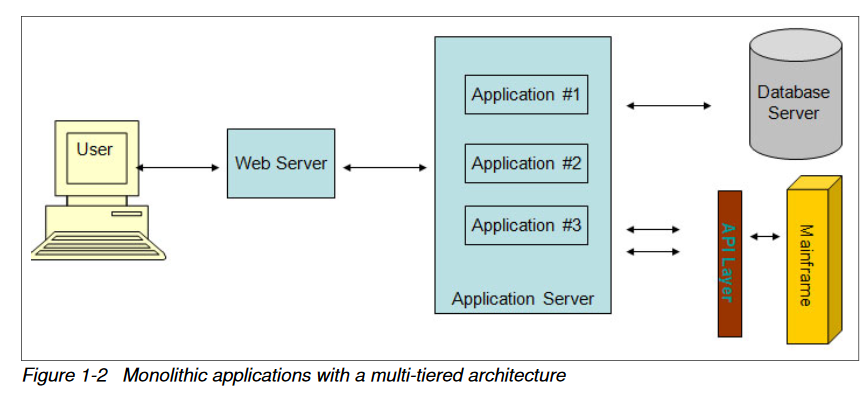 User
Web Server
Application #1
Application #2
Application #3
Application Server
Database
Server
API Layer
Mainframe
Figure 1-2 Monolithic applications with a multi-tiered architecture